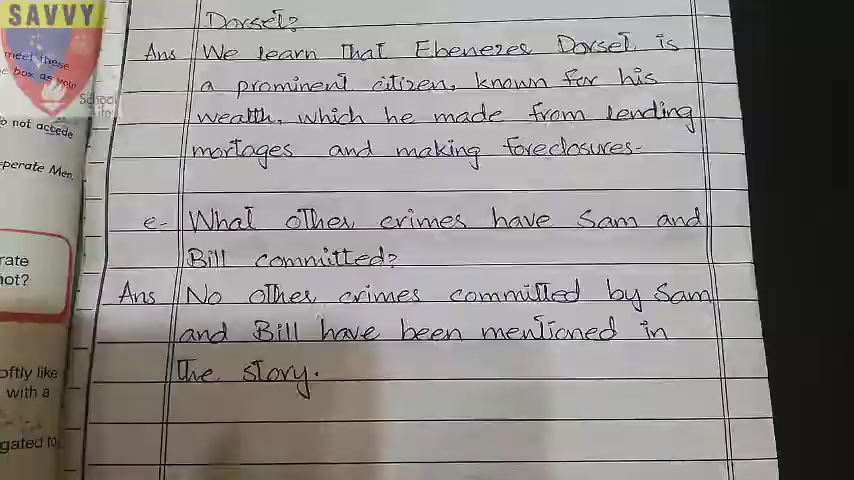 SAVVY
School
Life!
meet these
e box as your
o not accede
perate Men.
rate
not?
oftly like
with a
gated to
Dorset?
Ans We learn that Ebenezer Dorset is
a prominent citizen, known for his
wealth, which he made from lending
mortages and making foreclosures-
e- What other crimes have Sam and
Bill committed?
Ans No other crimes committed by Sam
and Bill have been mentioned in
the story.